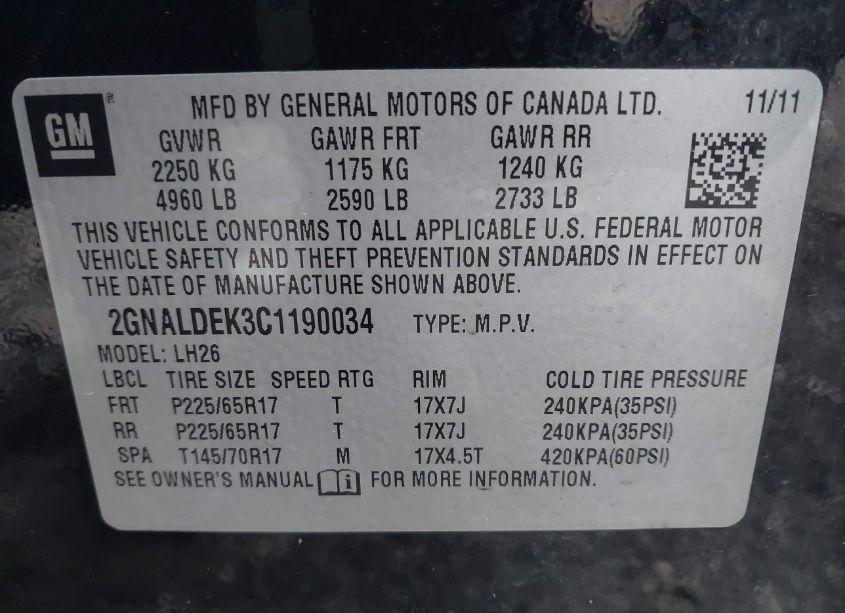 GM ® MFD BY GENERAL MOTORS OF CANADA LTD. 11/11
GVWR GAWR FRT GAWR RR
2250 KG 1175 KG 1240 KG
4960 LB 2590 LB 2733 LB
THIS VEHICLE CONFORMS TO ALL APPLICABLE U.S. FEDERAL MOTOR
VEHICLE SAFETY AND THEFT PREVENTION STANDARDS IN EFFECT ON
THE DATE OF MANUFACTURE SHOWN ABOVE.
2GNALDEK3C1190034 TYPE: M.P.V.
MODEL: LH26
LBCL TIRE SIZE SPEED RTG RIM COLD TIRE PRESSURE
FRT P225/65R17 T 17X7J 240KPA(35PSI)
RR P225/65R17 T 17X7J 240KPA(35PSI)
SPA T145/70R17 M 17X4.5T 420KPA(60PSI)
SEE OWNER'S MANUAL i FOR MORE INFORMATION.